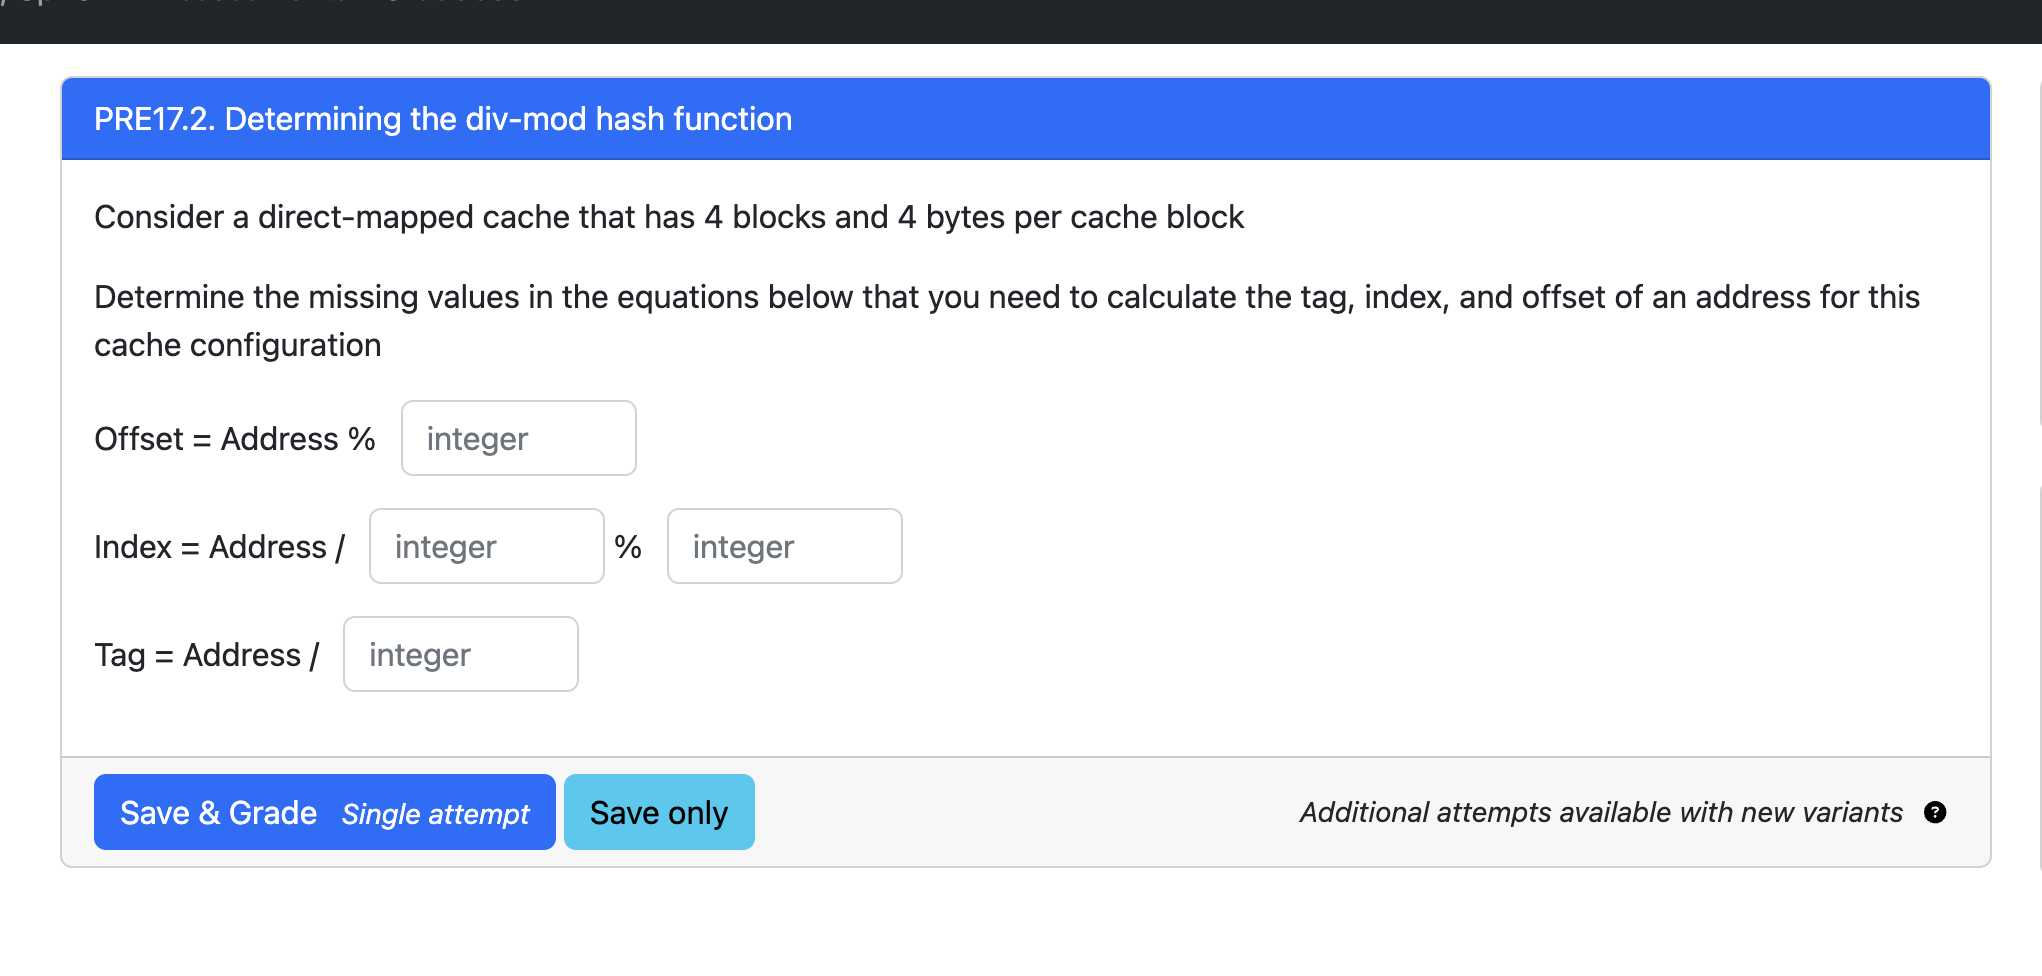 PRE17.2. Determining the div-mod hash function
Consider a direct-mapped cache that has 4 blocks and 4 bytes per cache block
Determine the missing values in the equations below that you need to calculate the tag, index, and offset of an address for this
cache configuration
Offset = Address % integer
Index = Address / integer % integer
Tag = Address / integer
Save & Grade Single attempt Save only Additional attempts available with new variants ?